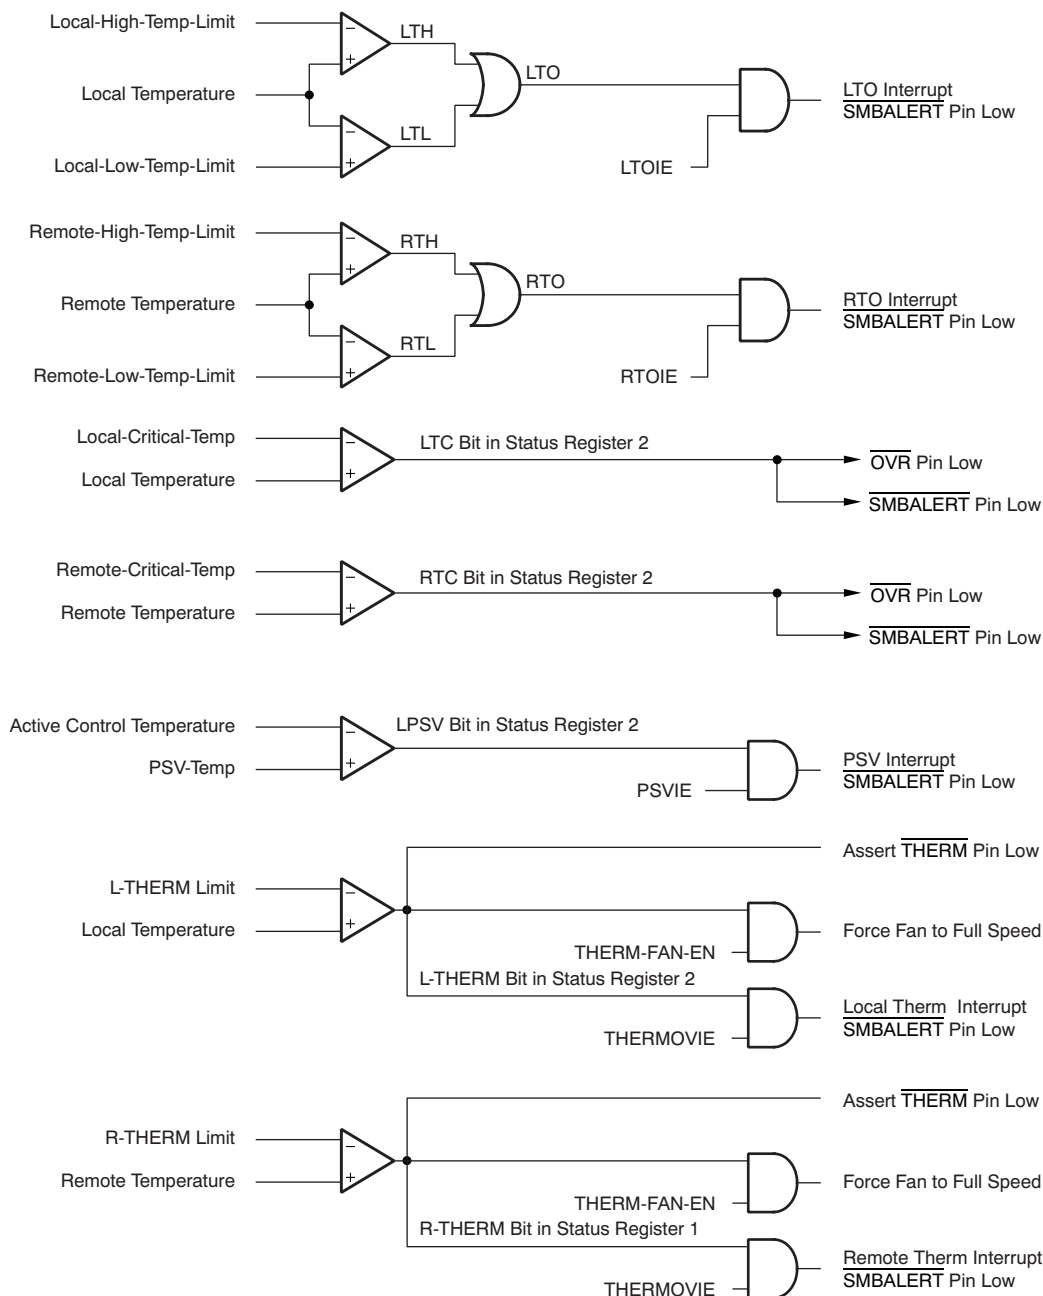 Local-High-Temp-Limit
−
LTH
+
LTO
Local Temperature
LTO Interrupt
SMBALERT Pin Low
−
LTL
+
Local-Low-Temp-Limit
LTOIE
Remote-High-Temp-Limit
−
RTH
+
RTO
Remote Temperature
RTO Interrupt
SMBALERT Pin Low
−
RTL
+
Remote-Low-Temp-Limit
RTOIE
Local-Critical-Temp
−
LTC Bit in Status Register 2
OVR Pin Low
Local Temperature
+
SMBALERT Pin Low
Remote-Critical-Temp
−
RTC Bit in Status Register 2
OVR Pin Low
Remote Temperature
+
SMBALERT Pin Low
Active Control Temperature
−
LPSV Bit in Status Register 2
PSV Interrupt
SMBALERT Pin Low
PSV-Temp
+
PSVIE
Assert THERM Pin Low
L-THERM Limit
−
Local Temperature
+
Force Fan to Full Speed
THERM-FAN-EN
L-THERM Bit in Status Register 2
Local Therm Interrupt
SMBALERT Pin Low
THERMOVIE
Assert THERM Pin Low
R-THERM Limit
−
Remote Temperature
+
Force Fan to Full Speed
THERM-FAN-EN
R-THERM Bit in Status Register 1
Remote Therm Interrupt
SMBALERT Pin Low
THERMOVIE